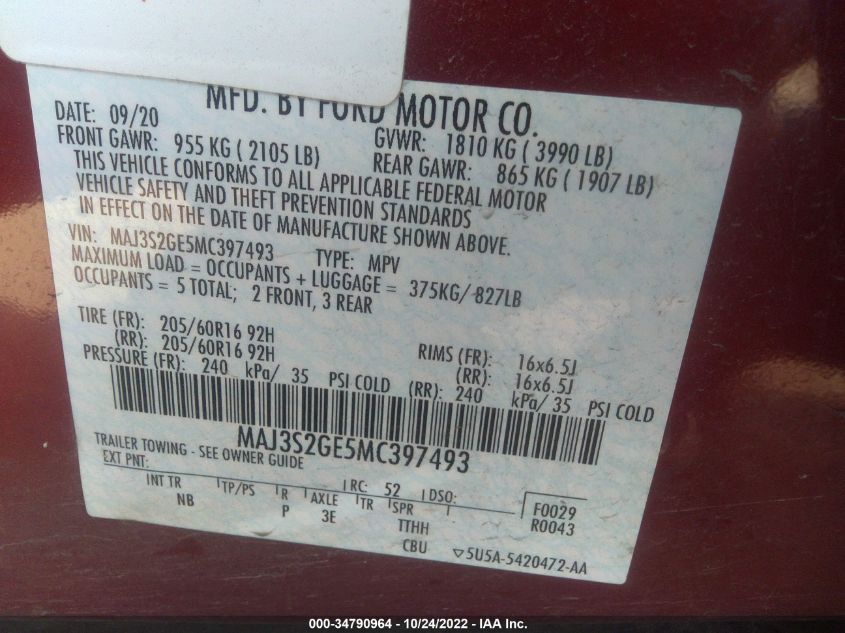 MFD. BY FORD MOTOR CO.
DATE: 09/20 GVWR: 1810 KG ( 3990 LB)
FRONT GAWR: 955 KG ( 2105 LB) REAR GAWR: 865 KG ( 1907 LB)
THIS VEHICLE CONFORMS TO ALL APPLICABLE FEDERAL MOTOR
VEHICLE SAFETY AND THEFT PREVENTION STANDARDS
IN EFFECT ON THE DATE OF MANUFACTURE SHOWN ABOVE.
VIN: MAJ3S2GE5MC397493 TYPE: MPV
MAXIMUM LOAD = OCCUPANTS + LUGGAGE = 375KG/ 827LB
OCCUPANTS = 5 TOTAL; 2 FRONT, 3 REAR
TIRE (FR): 205/60R16 92H RIMS (FR): 16x6.5J
(RR): 205/60R16 92H (RR): 16x6.5J
PRESSURE (FR): 240 kPa/ 35 PSI COLD (RR): 240 kPa/ 35 PSI COLD
MAJ3S2GE5MC397493
TRAILER TOWING - SEE OWNER GUIDE
EXT PNT: RC: 52 DSO: F0029
INT TR TP/PS R AXLE TR SPR R0043
NB P 3E TTHH
CBU ▽5U5A-5420472-AA
000-34790964 - 10/24/2022 - IAA Inc.